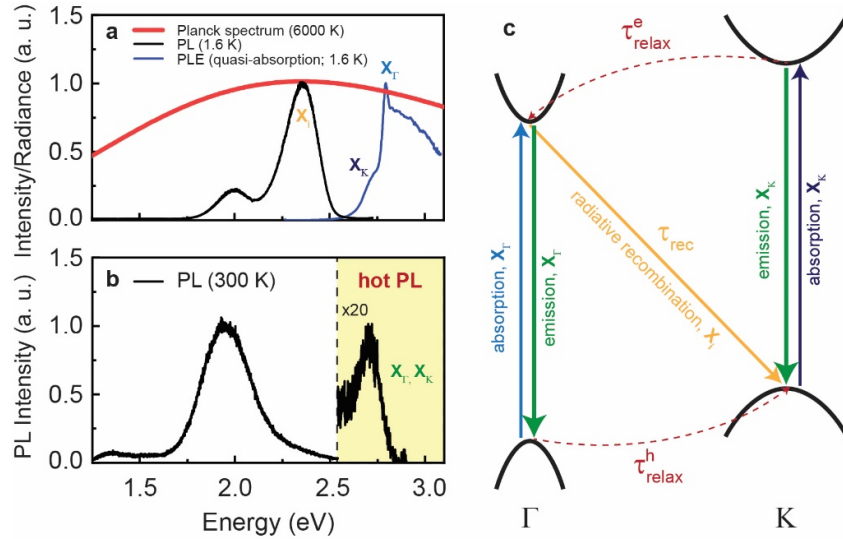 a
Planck spectrum (6000 K)
PL (1.6 K)
PLE (quasi-absorption; 1.6 K)
X_Γ
X_I
X_K
1.5
1.0
0.5
0.0
Intensity/Radiance (a. u.)
b
PL (300 K)
hot PL
x20
X_Γ, X_K
1.5
1.0
0.5
0.0
PL Intensity (a. u.)
1.5
2.0
2.5
3.0
Energy (eV)
c
τ^e_relax
absorption, X_Γ
emission, X_Γ
τ_rec
radiative recombination, X_I
emission, X_K
absorption, X_K
τ^h_relax
Γ
K